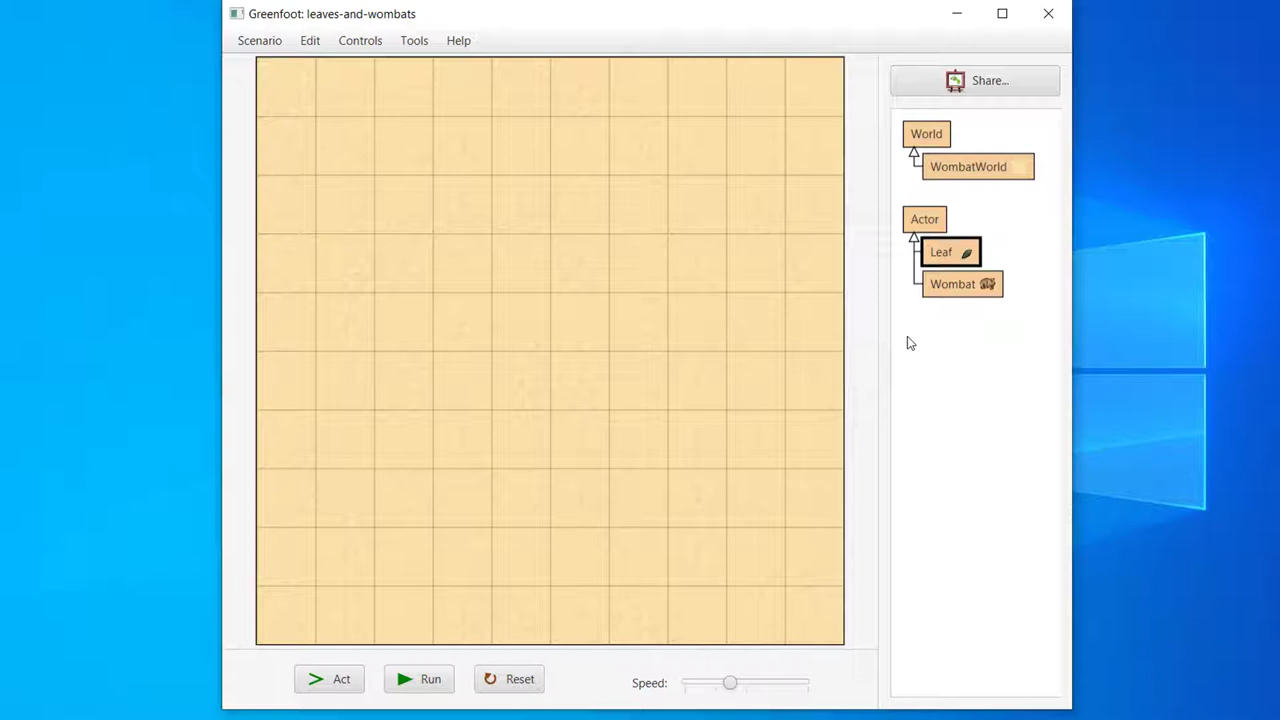 Greenfoot: leaves-and-wombats
Scenario Edit Controls Tools Help
Share...
World
WombatWorld
Actor
Leaf
Wombat
Act Run Reset Speed: